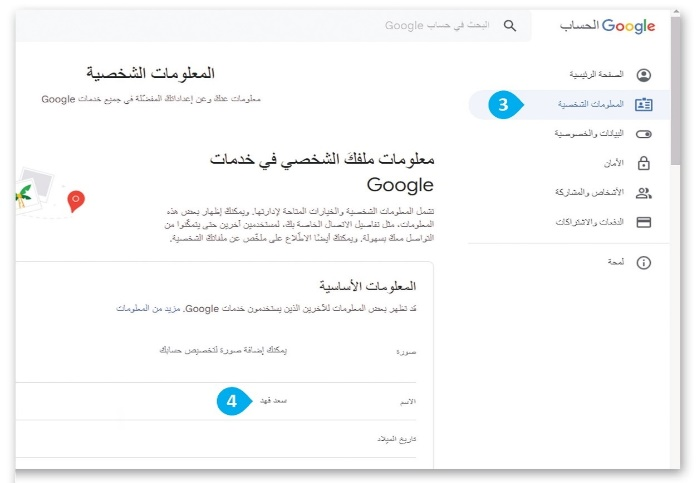 الحساب Google
البحث في حساب Google
الصفحة الرئيسية
3
المعلومات الشخصية
البيانات والخصوصية
الأمان
الأشخاص والمشاركة
الدفعات والاشتراكات
لمحة
المعلومات الشخصية
معلومات عنك وعن إعداداتك المفضّلة في جميع خدمات Google
معلومات ملفك الشخصي في خدمات
Google
تشمل المعلومات الشخصية والخيارات المتاحة لإدارتها. ويمكنك إظهار بعض هذه
المعلومات، مثل تفاصيل الاتصال الخاصة بك، لمستخدمين آخرين حتى يتمكّنوا من
التواصل معك بسهولة. ويمكنك أيضًا الاطّلاع على ملخّص عن ملفاتك الشخصية.
المعلومات الأساسية
قد تظهر بعض المعلومات للآخرين الذين يستخدمون خدمات Google. مزيد من المعلومات
صورة يمكنك إضافة صورة لتخصيص حسابك
الاسم سعد فهد 4
تاريخ الميلاد